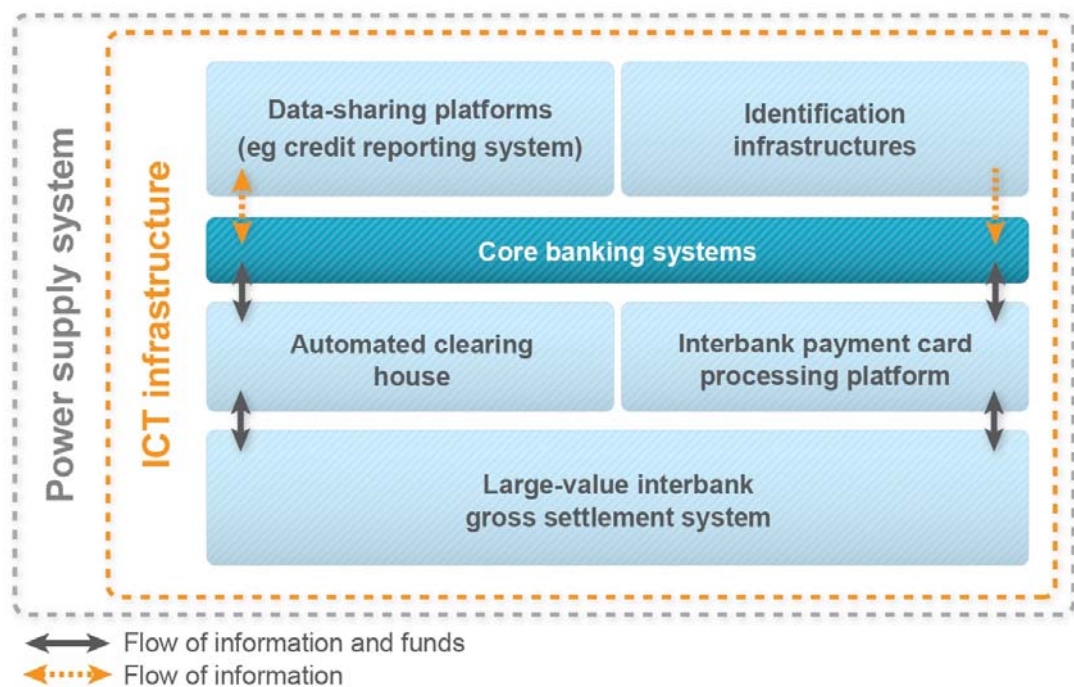 Power supply system
ICT infrastructure
Data-sharing platforms
(eg credit reporting system)
Identification
infrastructures
Core banking systems
Automated clearing
house
Interbank payment card
processing platform
Large-value interbank
gross settlement system
Flow of information and funds
Flow of information